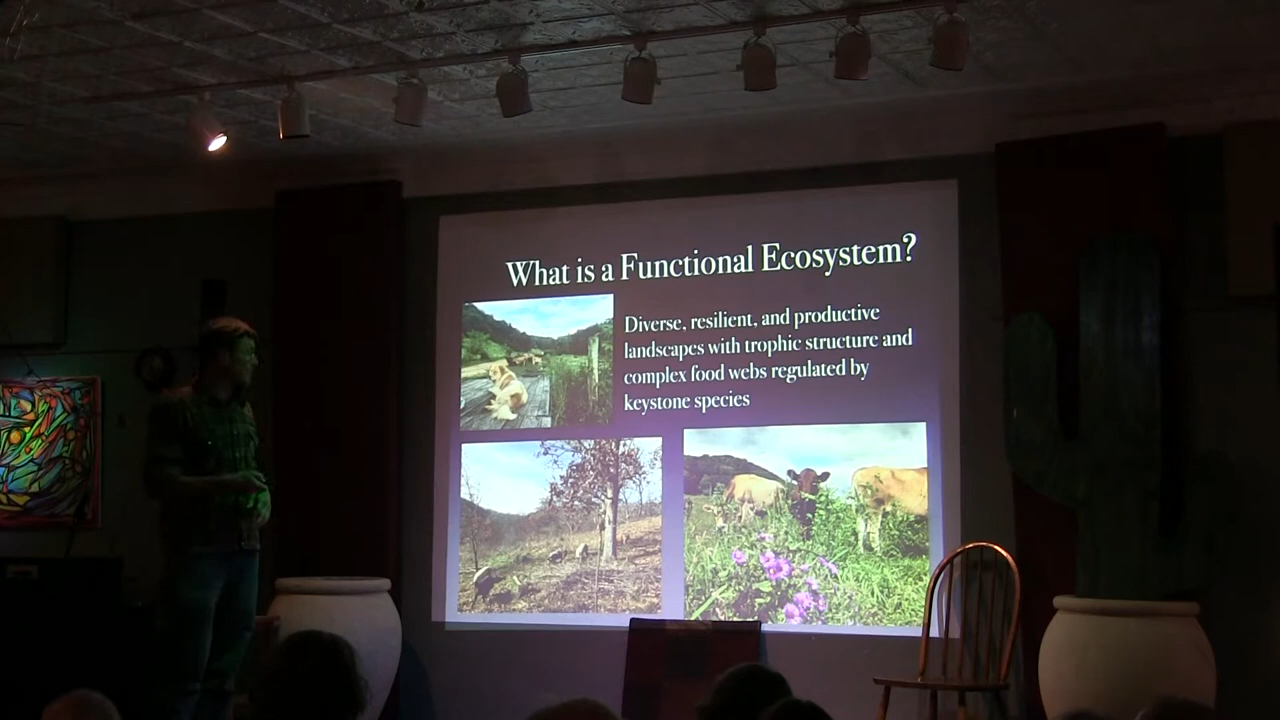 What is a Functional Ecosystem?
Diverse, resilient, and productive
landscapes with trophic structure and
complex food webs regulated by
keystone species